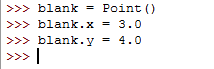 >>> blank = Point()
>>> blank.x = 3.0
>>> blank.y = 4.0
>>>